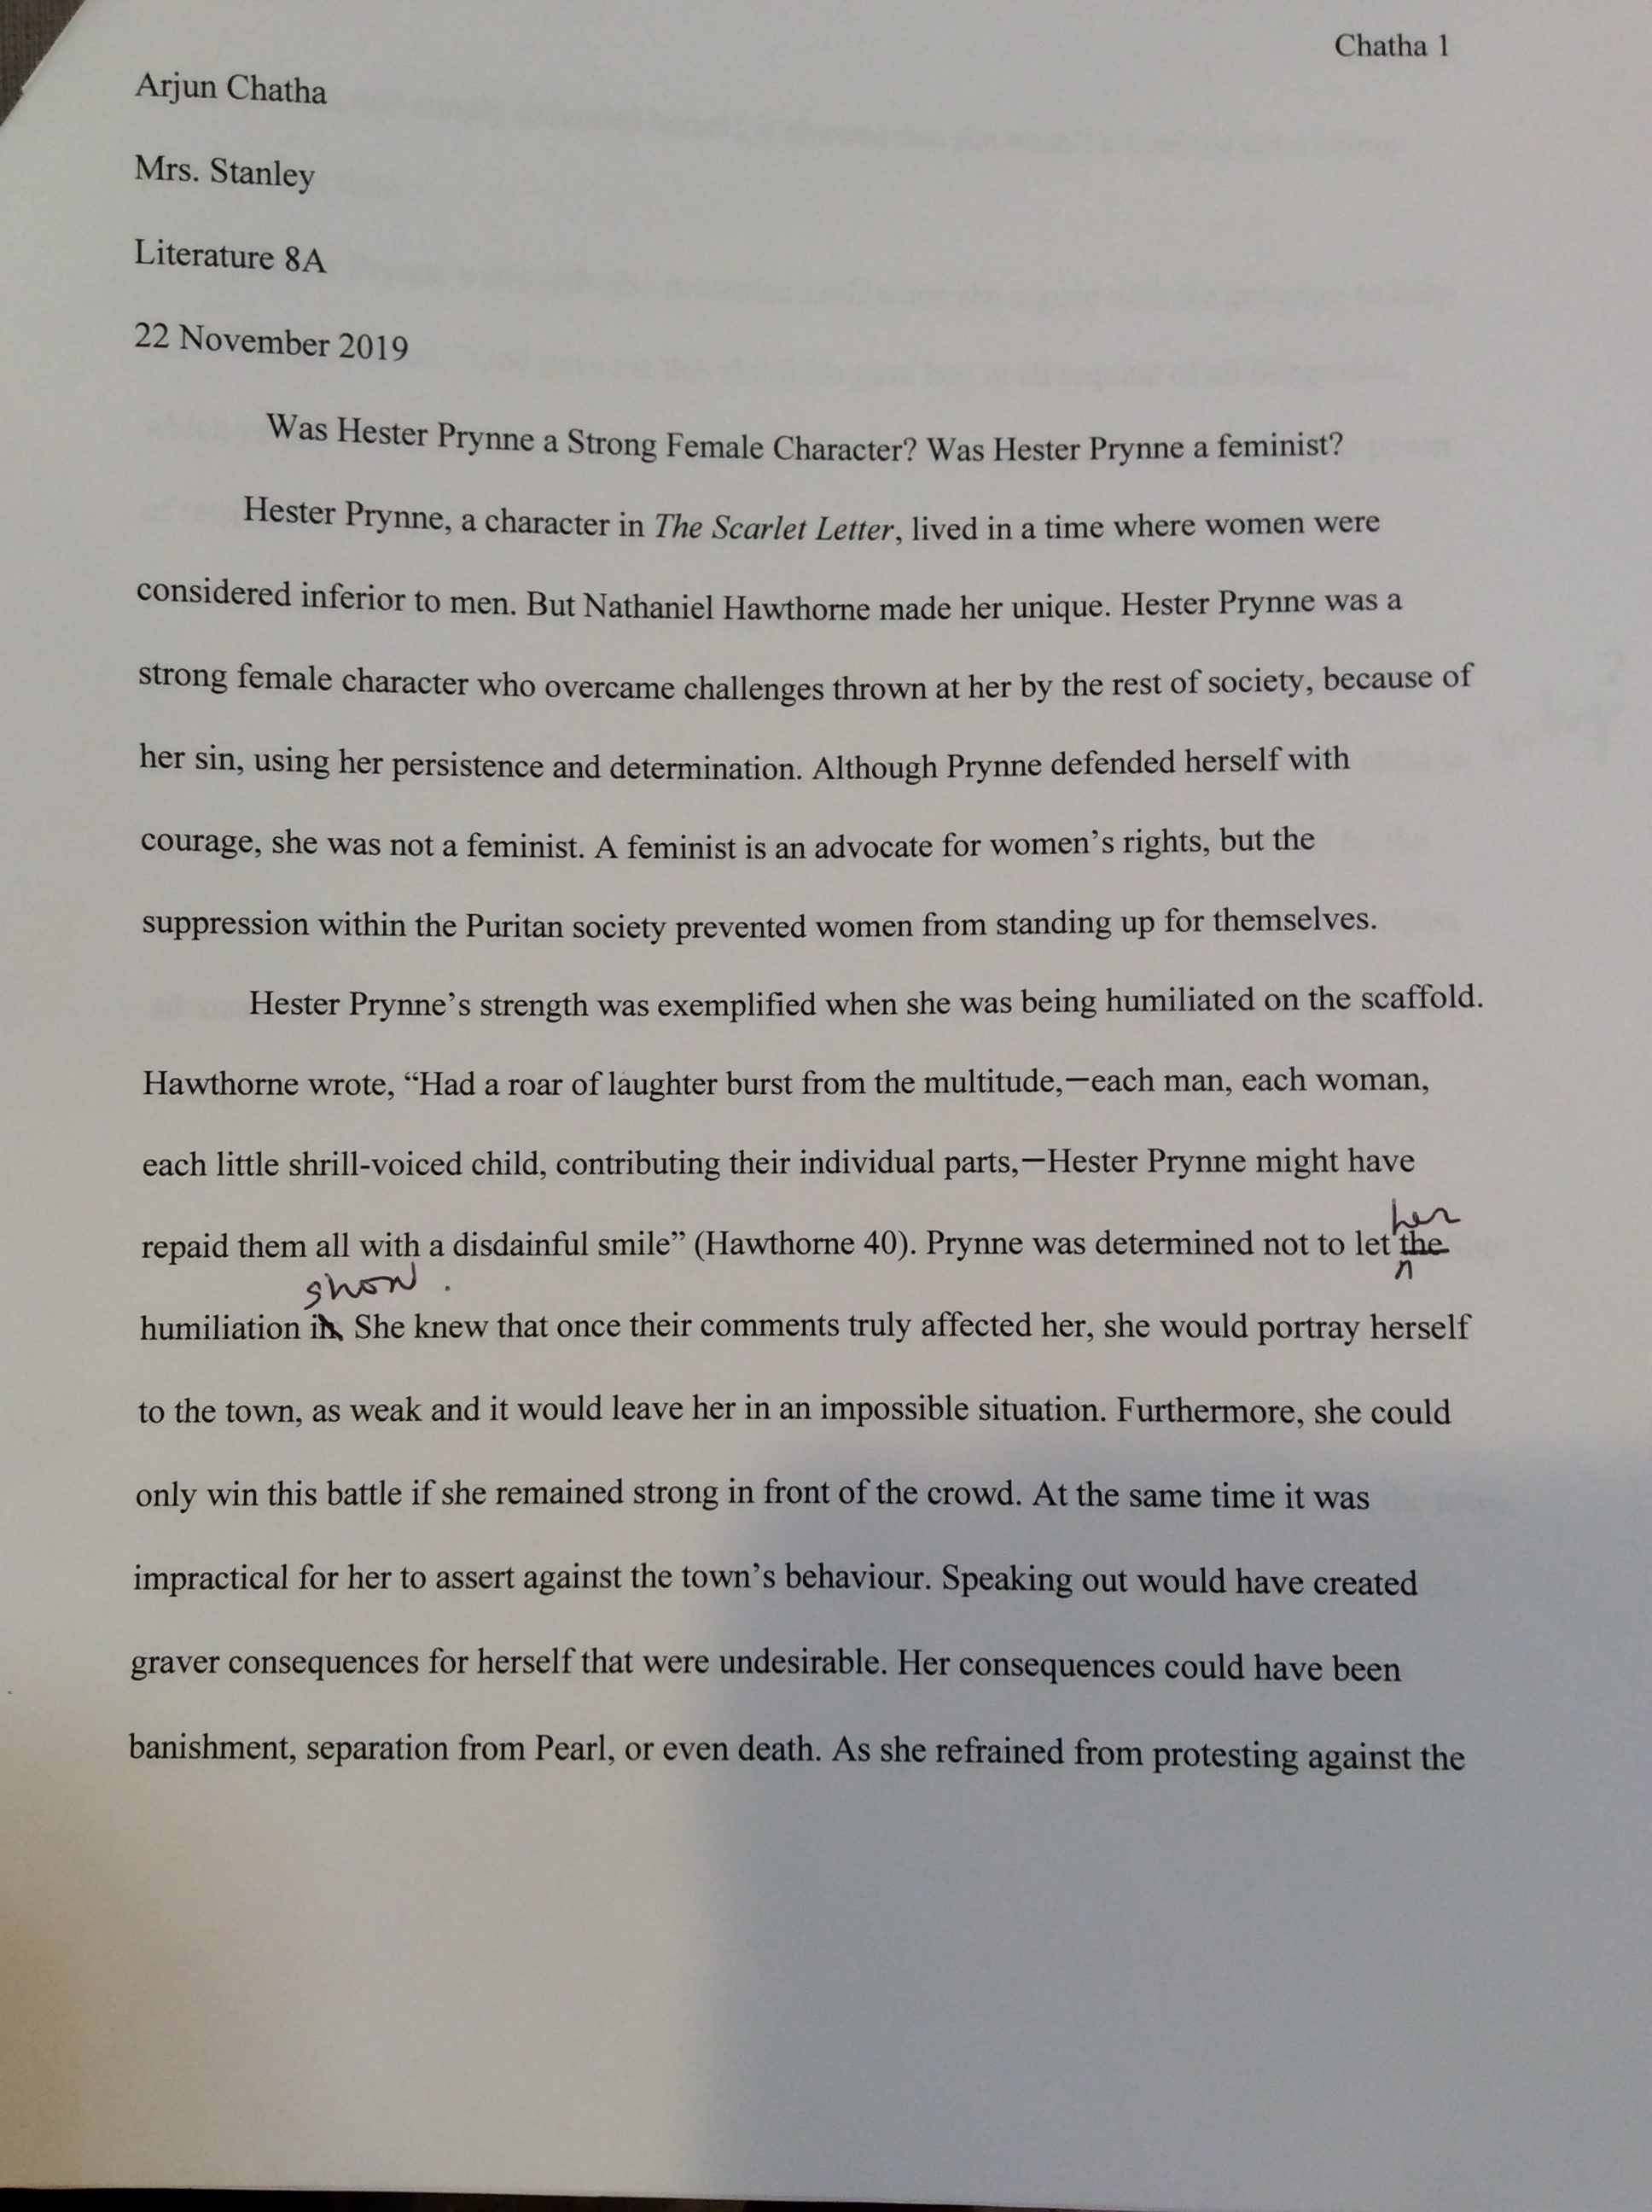 Chatha 1
Arjun Chatha
Mrs. Stanley
Literature 8A
22 November 2019
Was Hester Prynne a Strong Female Character? Was Hester Prynne a feminist?
Hester Prynne, a character in The Scarlet Letter, lived in a time where women were
considered inferior to men. But Nathaniel Hawthorne made her unique. Hester Prynne was a
strong female character who overcame challenges thrown at her by the rest of society, because of
her sin, using her persistence and determination. Although Prynne defended herself with
courage, she was not a feminist. A feminist is an advocate for women's rights, but the
suppression within the Puritan society prevented women from standing up for themselves.
Hester Prynne's strength was exemplified when she was being humiliated on the scaffold.
Hawthorne wrote, “Had a roar of laughter burst from the multitude,—each man, each woman,
each little shrill-voiced child, contributing their individual parts,—Hester Prynne might have
her
repaid them all with a disdainful smile” (Hawthorne 40). Prynne was determined not to let the
show.
humiliation in. She knew that once their comments truly affected her, she would portray herself
to the town, as weak and it would leave her in an impossible situation. Furthermore, she could
only win this battle if she remained strong in front of the crowd. At the same time it was
impractical for her to assert against the town's behaviour. Speaking out would have created
graver consequences for herself that were undesirable. Her consequences could have been
banishment, separation from Pearl, or even death. As she refrained from protesting against the